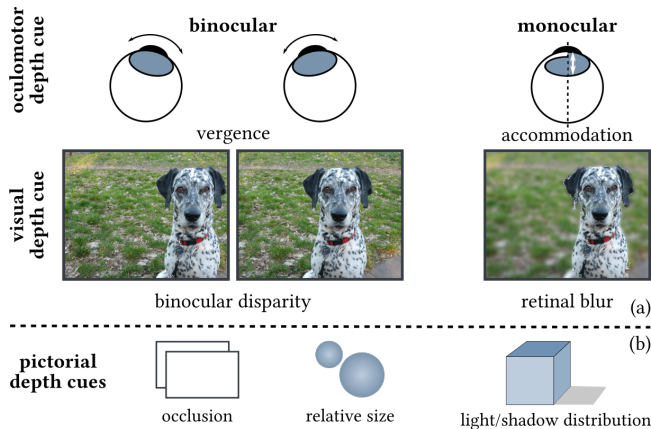 binocular
monocular
oculomotor
depth cue
vergence
accommodation
visual
depth cue
binocular disparity
retinal blur
(a)
(b)
pictorial
depth cues
occlusion
relative size
light/shadow distribution